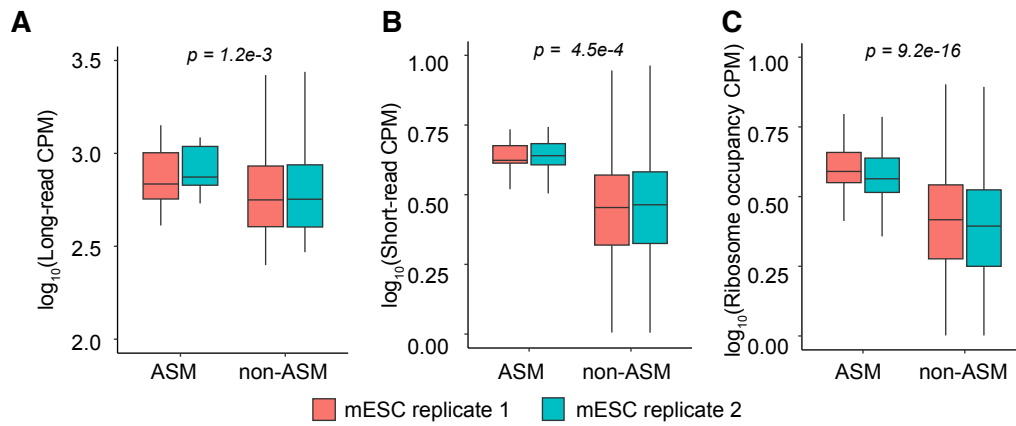 A
p = 1.2e-3
log10(Long-read CPM)
3.5
3.0
2.5
2.0
ASM
non-ASM
B
p = 4.5e-4
log10(Short-read CPM)
1.00
0.75
0.50
0.25
0.00
ASM
non-ASM
C
p = 9.2e-16
log10(Ribosome occupancy CPM)
1.00
0.75
0.50
0.25
0.00
ASM
non-ASM
mESC replicate 1
mESC replicate 2